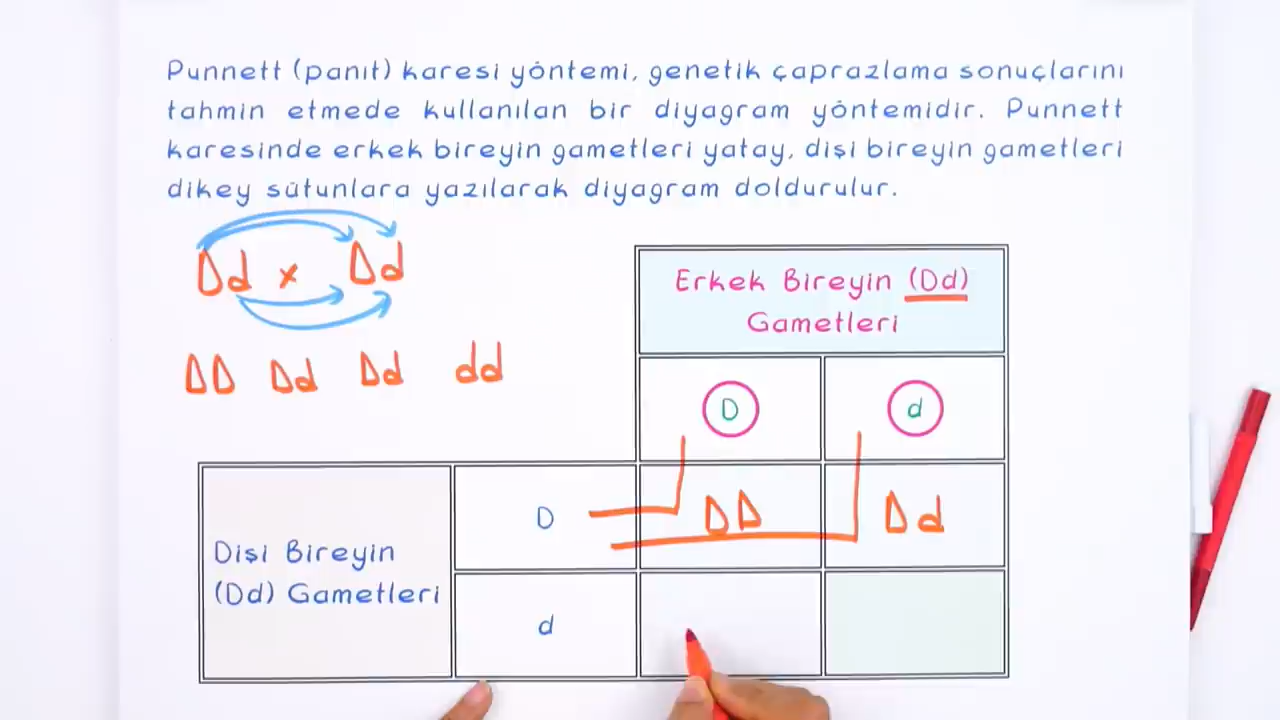 Punnett (panıt) karesi yöntemi, genetik çaprazlama sonuçlarını
tahmin etmede kullanılan bir diyagram yöntemidir. Punnett
karesinde erkek bireyin gametleri yatay, dişi bireyin gametleri
dikey sütunlara yazılarak diyagram doldurulur.
Dd x Dd
DD Dd Dd dd
Erkek Bireyin (Dd)
Gametleri
D d
Dişi Bireyin
(Dd) Gametleri
D DD Dd
d